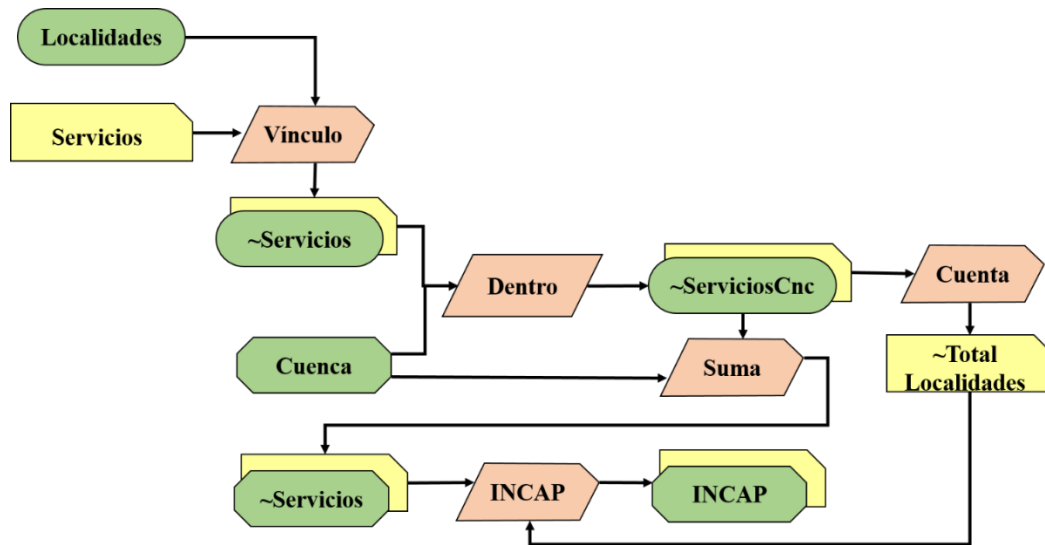 Localidades
Servicios
Vínculo
~Servicios
Dentro
~ServiciosCnc
Cuenta
Cuenca
Suma
~Total
Localidades
~Servicios
INCAP
INCAP